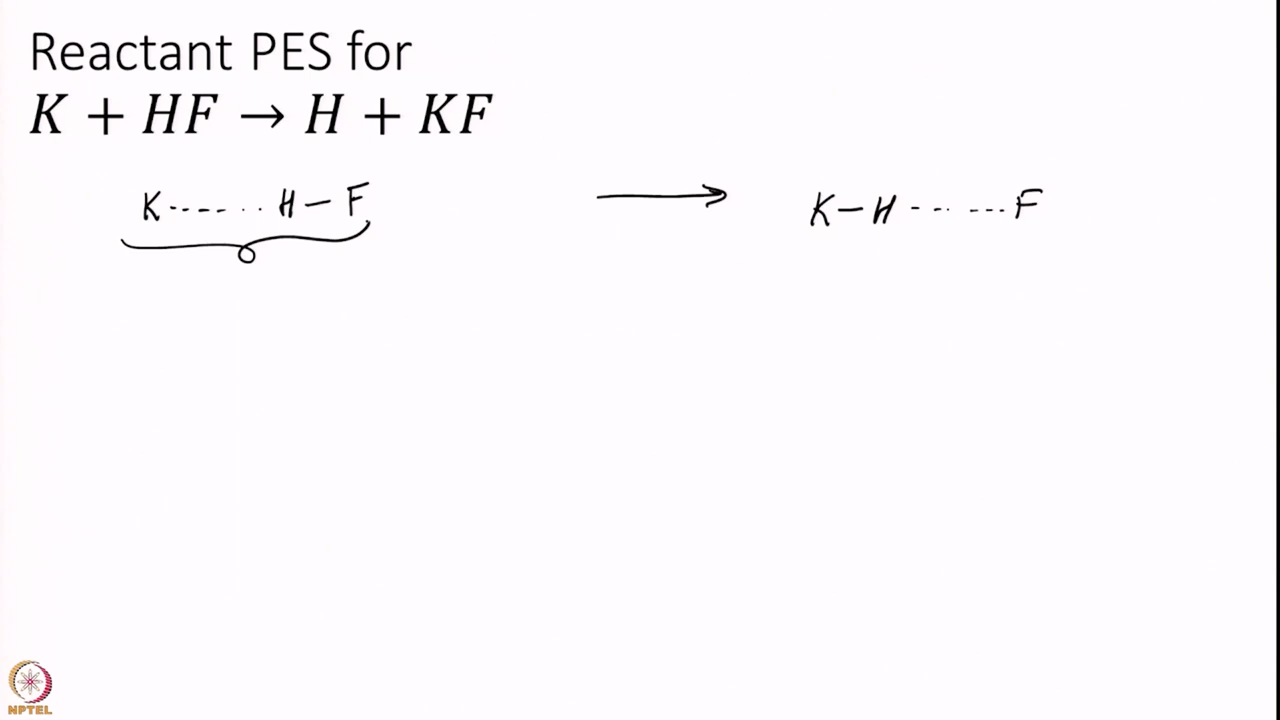 Reactant PES for
K + HF → H + KF
K------H–F → K–H------F
NPTEL